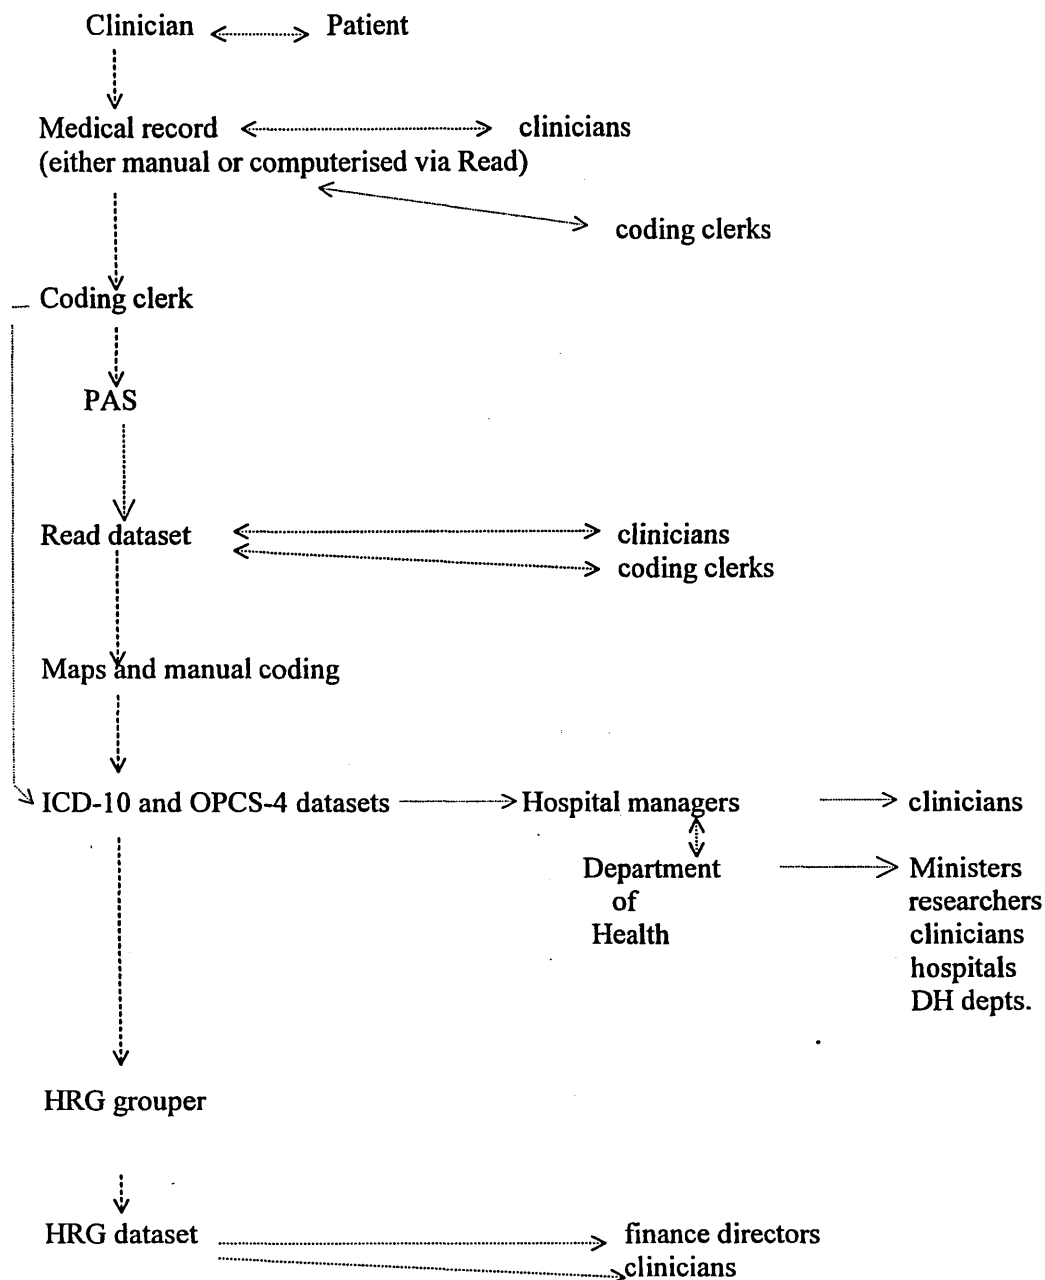 Clinician Patient
Medical record clinicians
(either manual or computerised via Read)
coding clerks
Coding clerk
PAS
Read dataset clinicians
coding clerks
Maps and manual coding
ICD-10 and OPCS-4 datasets Hospital managers clinicians
Department Ministers
of researchers
Health clinicians
hospitals
DH depts.
HRG grouper
HRG dataset finance directors
clinicians